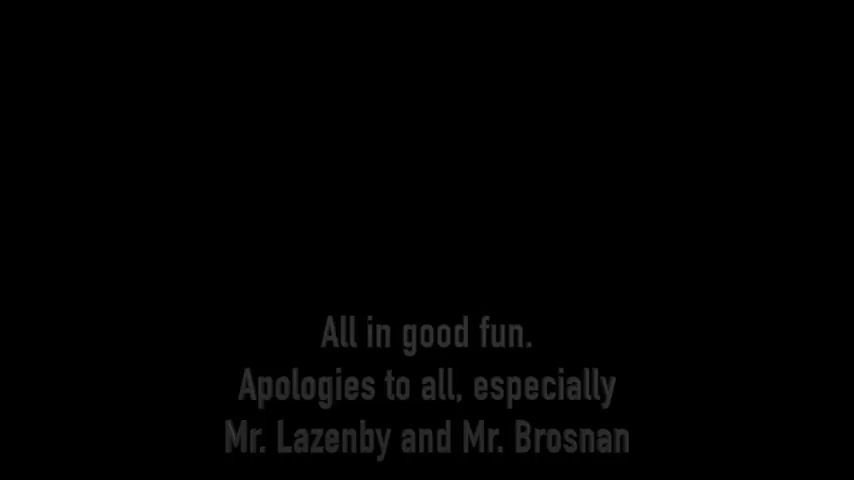 All in good fun.
Apologies to all, especially
Mr. Lazenby and Mr. Brosnan